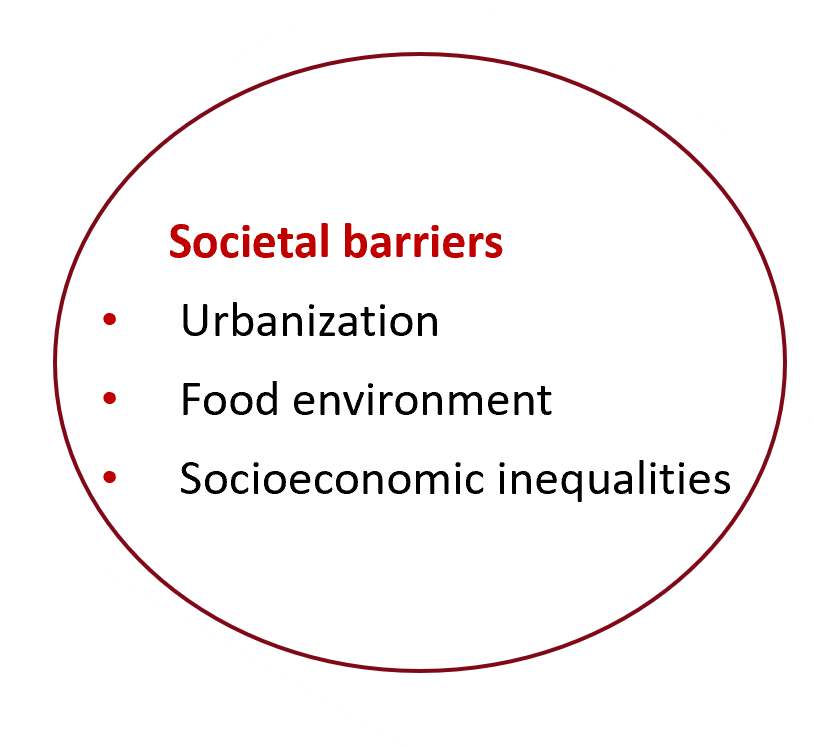 Societal barriers
• Urbanization
• Food environment
• Socioeconomic inequalities